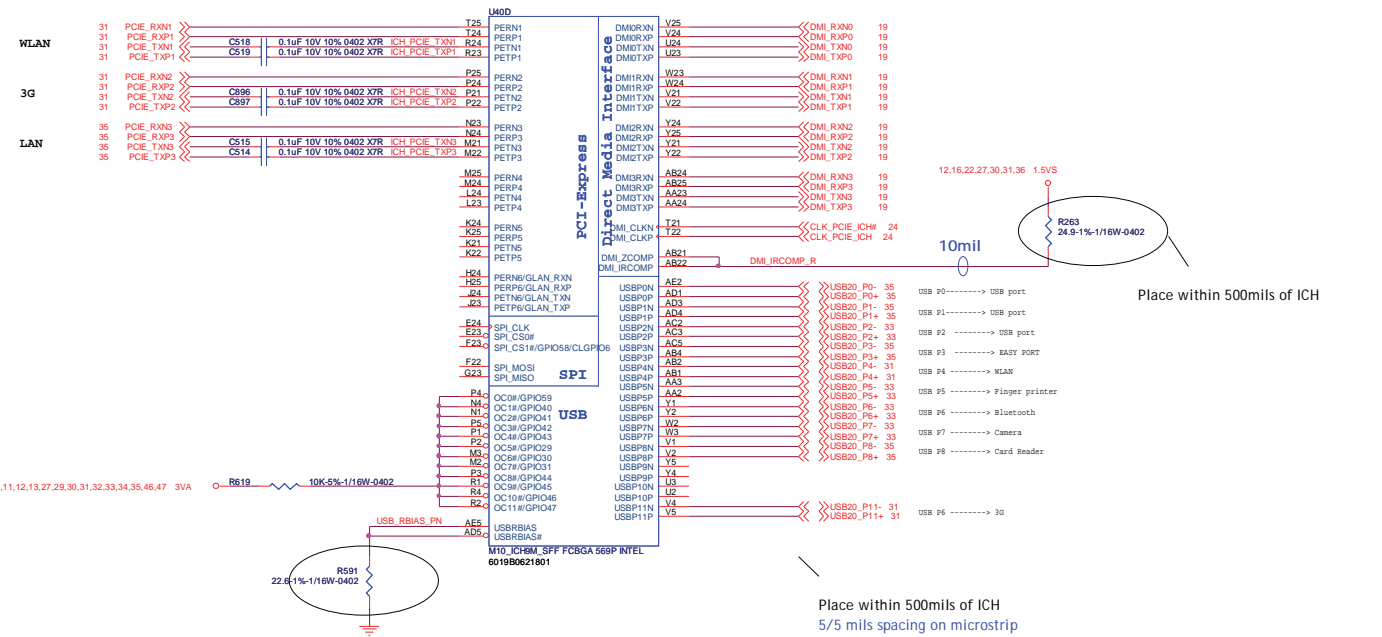 U40D
WLAN
31 PCIE_RXN1 T25 PERN1
31 PCIE_RXP1 T24 PERP1
31 PCIE_TXN1 C518 0.1uF 10V 10% 0402 X7R ICH_PCIE_TXN1 R24 PETN1
31 PCIE_TXP1 C519 0.1uF 10V 10% 0402 X7R ICH_PCIE_TXP1 R23 PETP1
3G
31 PCIE_RXN2 P25 PERN2
31 PCIE_RXP2 P24 PERP2
31 PCIE_TXN2 C896 0.1uF 10V 10% 0402 X7R ICH_PCIE_TXN2 P21 PETN2
31 PCIE_TXP2 C897 0.1uF 10V 10% 0402 X7R ICH_PCIE_TXP2 P22 PETP2
LAN
35 PCIE_RXN3 N23 PERN3
35 PCIE_RXP3 N24 PERP3
35 PCIE_TXN3 C515 0.1uF 10V 10% 0402 X7R ICH_PCIE_TXN3 M21 PETN3
35 PCIE_TXP3 C514 0.1uF 10V 10% 0402 X7R ICH_PCIE_TXP3 M22 PETP3
M25 PERN4
M24 PERP4
L24 PETN4
L23 PETP4
K24 PERN5
K25 PERP5
K21 PETN5
K22 PETP5
H24 PERN6/GLAN_RXN
H25 PERP6/GLAN_RXP
J24 PETN6/GLAN_TXN
J23 PETP6/GLAN_TXP
E24 SPI_CLK
E23 SPI_CS0#
F23 SPI_CS1#/GPIO58/CLGPIO6
F22 SPI_MOSI
G23 SPI_MISO
SPI
P4 OC0#/GPIO59
N4 OC1#/GPIO40
N1 OC2#/GPIO41
P5 OC3#/GPIO42
P1 OC4#/GPIO43
P2 OC5#/GPIO29
M3 OC6#/GPIO30
M2 OC7#/GPIO31
P3 OC8#/GPIO44
R1 OC9#/GPIO45
R4 OC10#/GPIO46
R2 OC11#/GPIO47
USB
,11,12,13,27,29,30,31,32,33,34,35,46,47 3VA R619 10K-5%-1/16W-0402
USB_RBIAS_PN AE5 USBRBIAS
AD5 USBRBIAS#
R591
22.6-1%-1/16W-0402
M10_ICH9M_SFF FCBGA 569P INTEL
6019B0621801
PCI-Express
Direct Media Interface
DMI0RXN V25 DMI_RXN0 19
DMI0RXP V24 DMI_RXP0 19
DMI0TXN U24 DMI_TXN0 19
DMI0TXP U23 DMI_TXP0 19
DMI1RXN W23 DMI_RXN1 19
DMI1RXP W24 DMI_RXP1 19
DMI1TXN V21 DMI_TXN1 19
DMI1TXP V22 DMI_TXP1 19
DMI2RXN Y24 DMI_RXN2 19
DMI2RXP Y25 DMI_RXP2 19
DMI2TXN Y21 DMI_TXN2 19
DMI2TXP Y22 DMI_TXP2 19
DMI3RXN AB24 DMI_RXN3 19
DMI3RXP AB25 DMI_RXP3 19
DMI3TXN AA23 DMI_TXN3 19
DMI3TXP AA24 DMI_TXP3 19
DMI_CLKN T21 CLK_PCIE_ICH# 24
DMI_CLKP T22 CLK_PCIE_ICH 24
DMI_ZCOMP AB21
DMI_IRCOMP AB22 DMI_IRCOMP_R
10mil
12,16,22,27,30,31,36 1.5VS
R263
24.9-1%-1/16W-0402
Place within 500mils of ICH
USBP0N AE2 USB20_P0- 35
USBP0P AD1 USB20_P0+ 35
USBP1N AD3 USB20_P1- 35
USBP1P AD4 USB20_P1+ 35
USBP2N AC2 USB20_P2- 33
USBP2P AC3 USB20_P2+ 33
USBP3N AC5 USB20_P3- 35
USBP3P AB4 USB20_P3+ 35
USBP4N AB2 USB20_P4- 31
USBP4P AB1 USB20_P4+ 31
USBP5N AA3 USB20_P5- 33
USBP5P AA2 USB20_P5+ 33
USBP6N Y1 USB20_P6- 33
USBP6P Y2 USB20_P6+ 33
USBP7N W2 USB20_P7- 33
USBP7P W3 USB20_P7+ 33
USBP8N V1 USB20_P8- 35
USBP8P V2 USB20_P8+ 35
USBP9N Y5
USBP9P Y4
USBP10N U3
USBP10P U2
USBP11N V4 USB20_P11- 31
USBP11P V5 USB20_P11+ 31
USB P0--------> USB port
USB P1--------> USB port
USB P2 --------> USB port
USB P3 --------> EASY PORT
USB P4 --------> WLAN
USB P5 --------> Finger printer
USB P6 --------> Bluetooth
USB P7 --------> Camera
USB P8 --------> Card Reader
USB P6 --------> 3G
Place within 500mils of ICH
5/5 mils spacing on microstrip